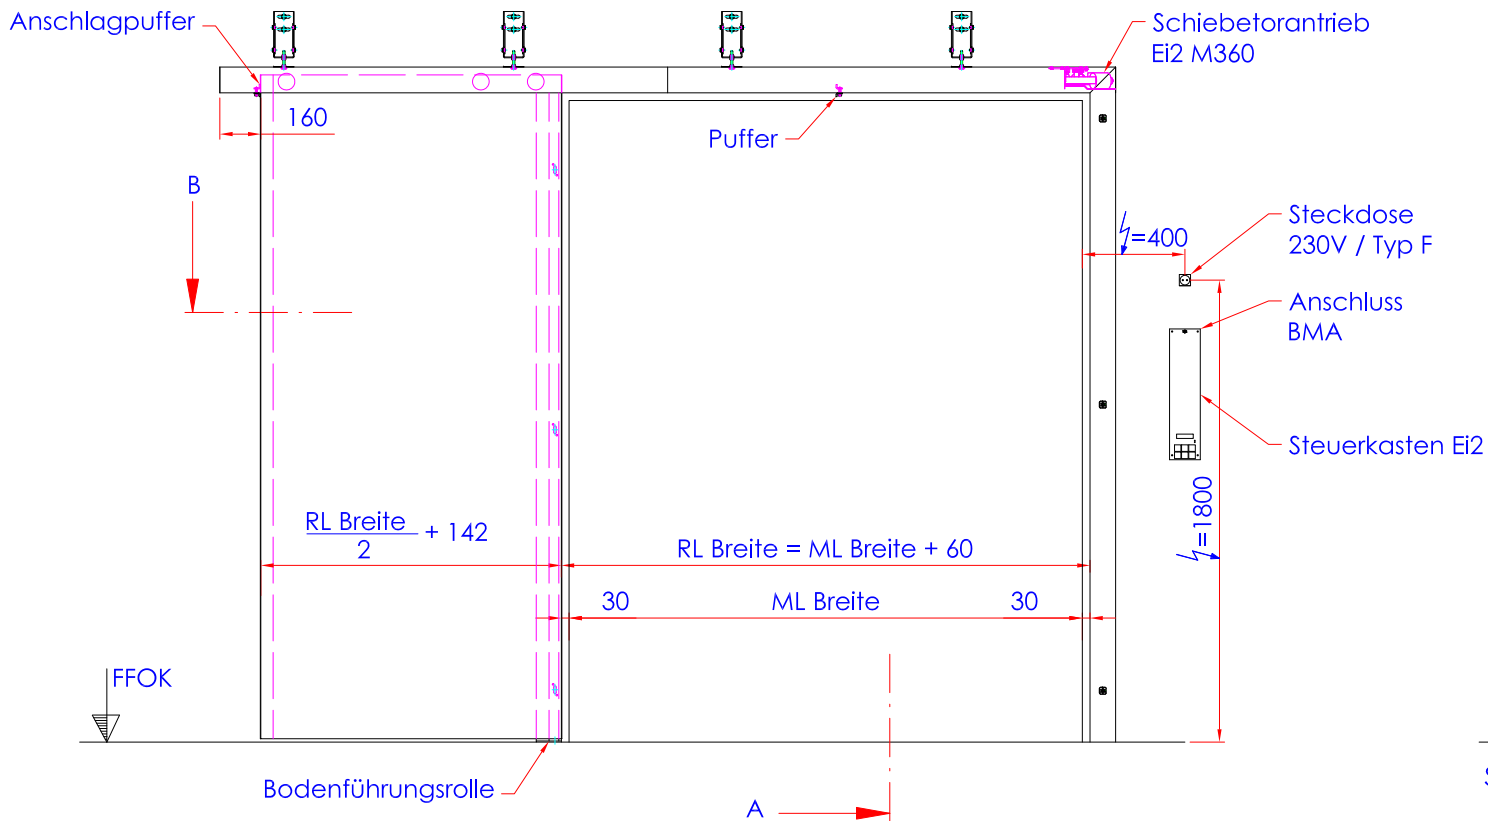 Anschlagpuffer
Schiebetorantrieb
Ei2 M360
160
Puffer
B
Steckdose
230V / Typ F
=400
Anschluss
BMA
Steuerkasten Ei2
=1800
RL Breite
2
+ 142
RL Breite = ML Breite + 60
30
ML Breite
30
FFOK
Bodenführungsrolle
A